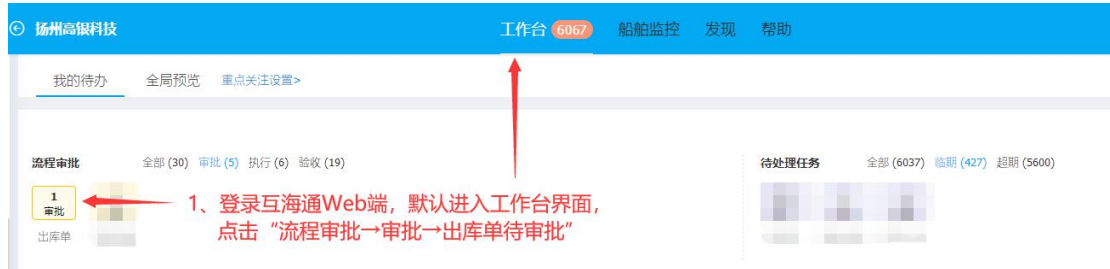 扬州高银科技 工作台 6067 船舶监控 发现 帮助
我的待办 全局预览 重点关注设置>
流程审批 全部 (30) 审批 (5) 执行 (6) 验收 (19) 待处理任务 全部 (6037) 临期 (427) 超期 (5600)
1
审批
出库单
1、登录互海通Web端，默认进入工作台界面，
点击“流程审批→审批→出库单待审批”